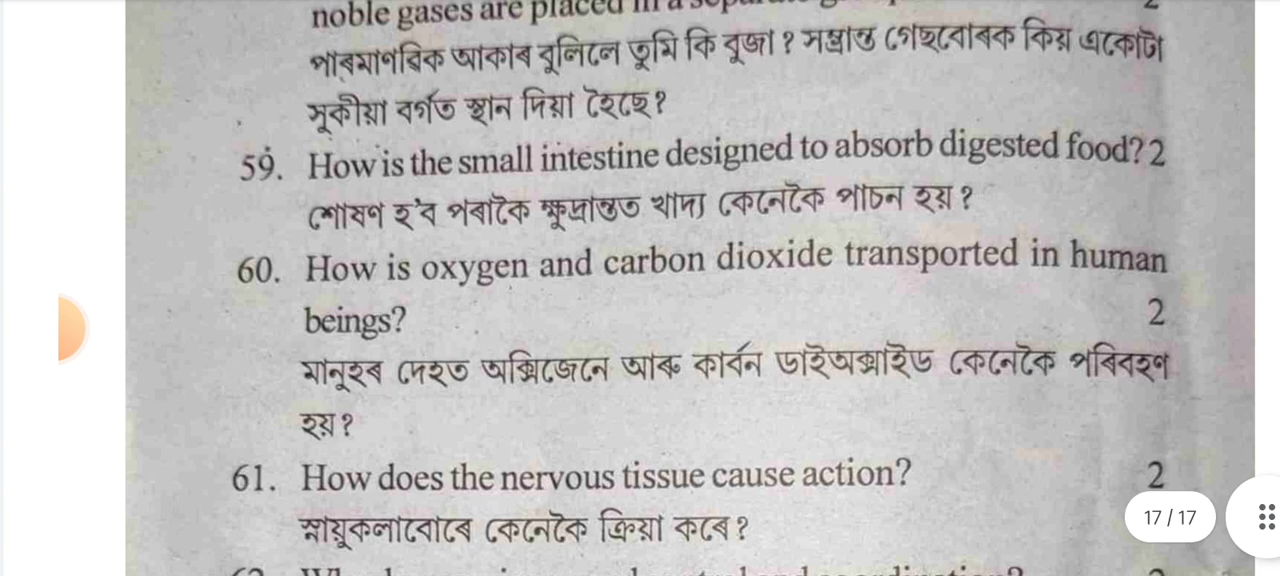 noble gases are placed in a
পাৰমাণৱিক আকাৰ বুলিলে তুমি কি বুজা ? সম্ভ্ৰান্ত গেছবোৰক কিয় একোটা
সুকীয়া বৰ্গত স্থান দিয়া হৈছে ?
59. How is the small intestine designed to absorb digested food? 2
শোষণ হ'ব পৰাকৈ ক্ষুদ্ৰান্তত খাদ্য কেনেকৈ পাচন হয় ?
60. How is oxygen and carbon dioxide transported in human
beings? 2
মানুহৰ দেহত অক্সিজেনে আৰু কাৰ্বন ডাইঅক্সাইড কেনেকৈ পৰিবহণ
হয় ?
61. How does the nervous tissue cause action? 2
স্নায়ুকলাবোৰে কেনেকৈ ক্ৰিয়া কৰে ?
17 / 17